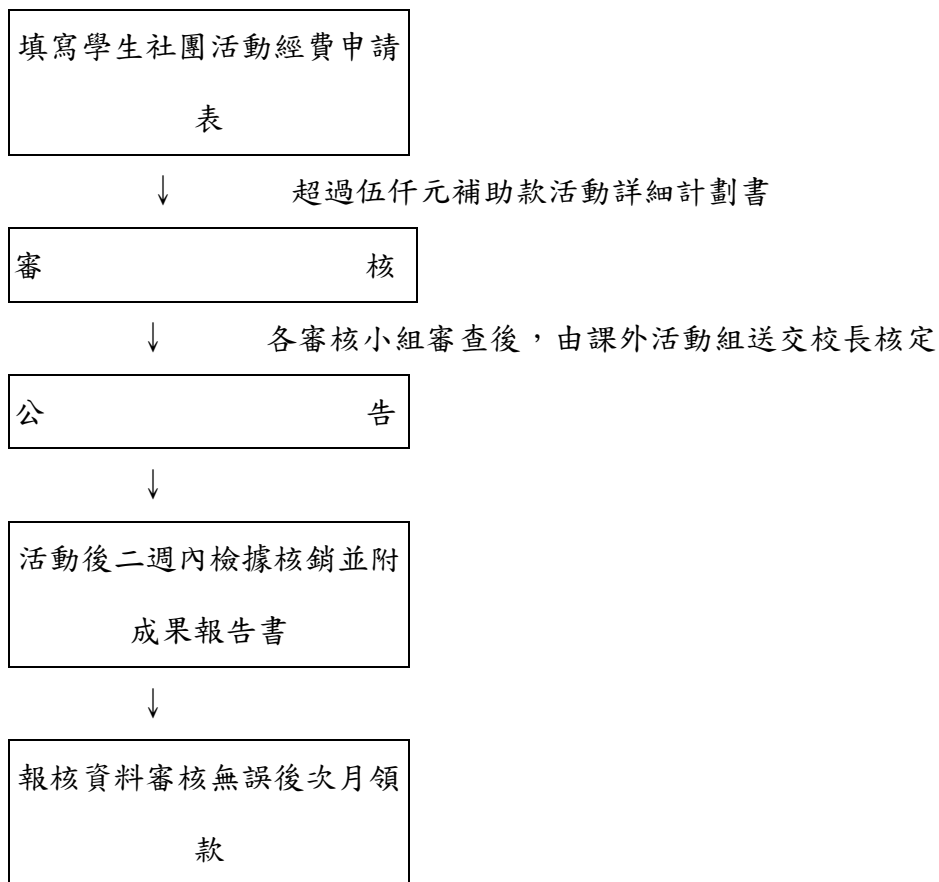 填寫學生社團活動經費申請
表
↓ 超過伍仟元補助款活動詳細計劃書
審 核
↓ 各審核小組審查後，由課外活動組送交校長核定
公 告
↓
活動後二週內檢據核銷並附
成果報告書
↓
報核資料審核無誤後次月領
款